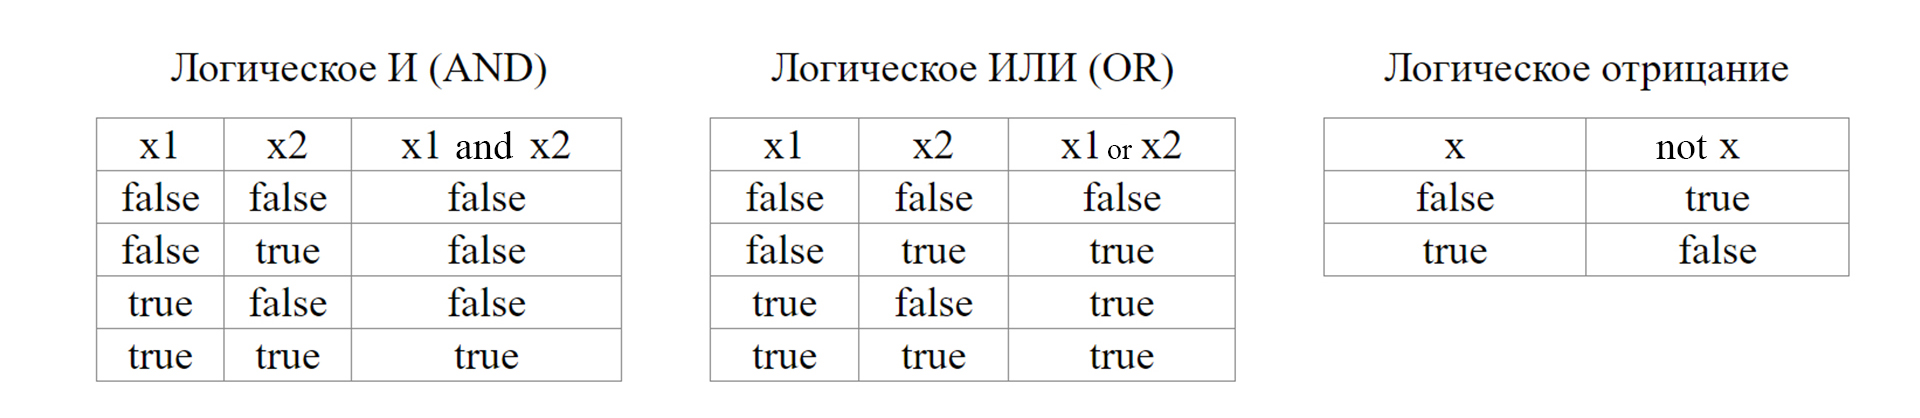 Логическое И (AND)
x1 x2 x1 and x2
false false false
false true false
true false false
true true true
Логическое ИЛИ (OR)
x1 x2 x1 or x2
false false false
false true true
true false true
true true true
Логическое отрицание
x not x
false true
true false